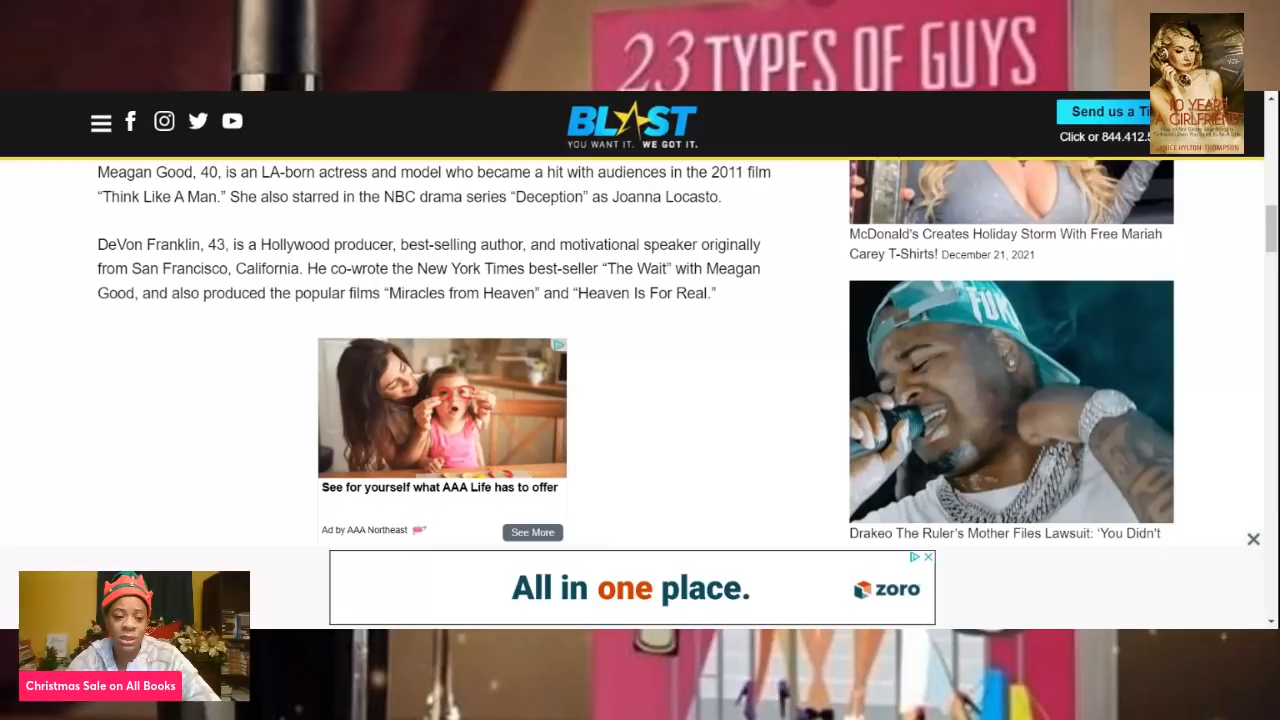 23 TYPES OF GUYS
BLAST
YOU WANT IT. WE GOT IT.
Send us a Ti
Click or 844.412.5
10 YEARS
A GIRLFRIEND
JANICE HYLTON-THOMPSON
Meagan Good, 40, is an LA-born actress and model who became a hit with audiences in the 2011 film
“Think Like A Man.” She also starred in the NBC drama series “Deception” as Joanna Locasto.
DeVon Franklin, 43, is a Hollywood producer, best-selling author, and motivational speaker originally
from San Francisco, California. He co-wrote the New York Times best-seller “The Wait” with Meagan
Good, and also produced the popular films “Miracles from Heaven” and “Heaven Is For Real.”
McDonald's Creates Holiday Storm With Free Mariah
Carey T-Shirts! December 21, 2021
Drakeo The Ruler's Mother Files Lawsuit: ‘You Didn't
See for yourself what AAA Life has to offer
Ad by AAA Northeast
See More
All in one place.
zoro
Christmas Sale on All Books